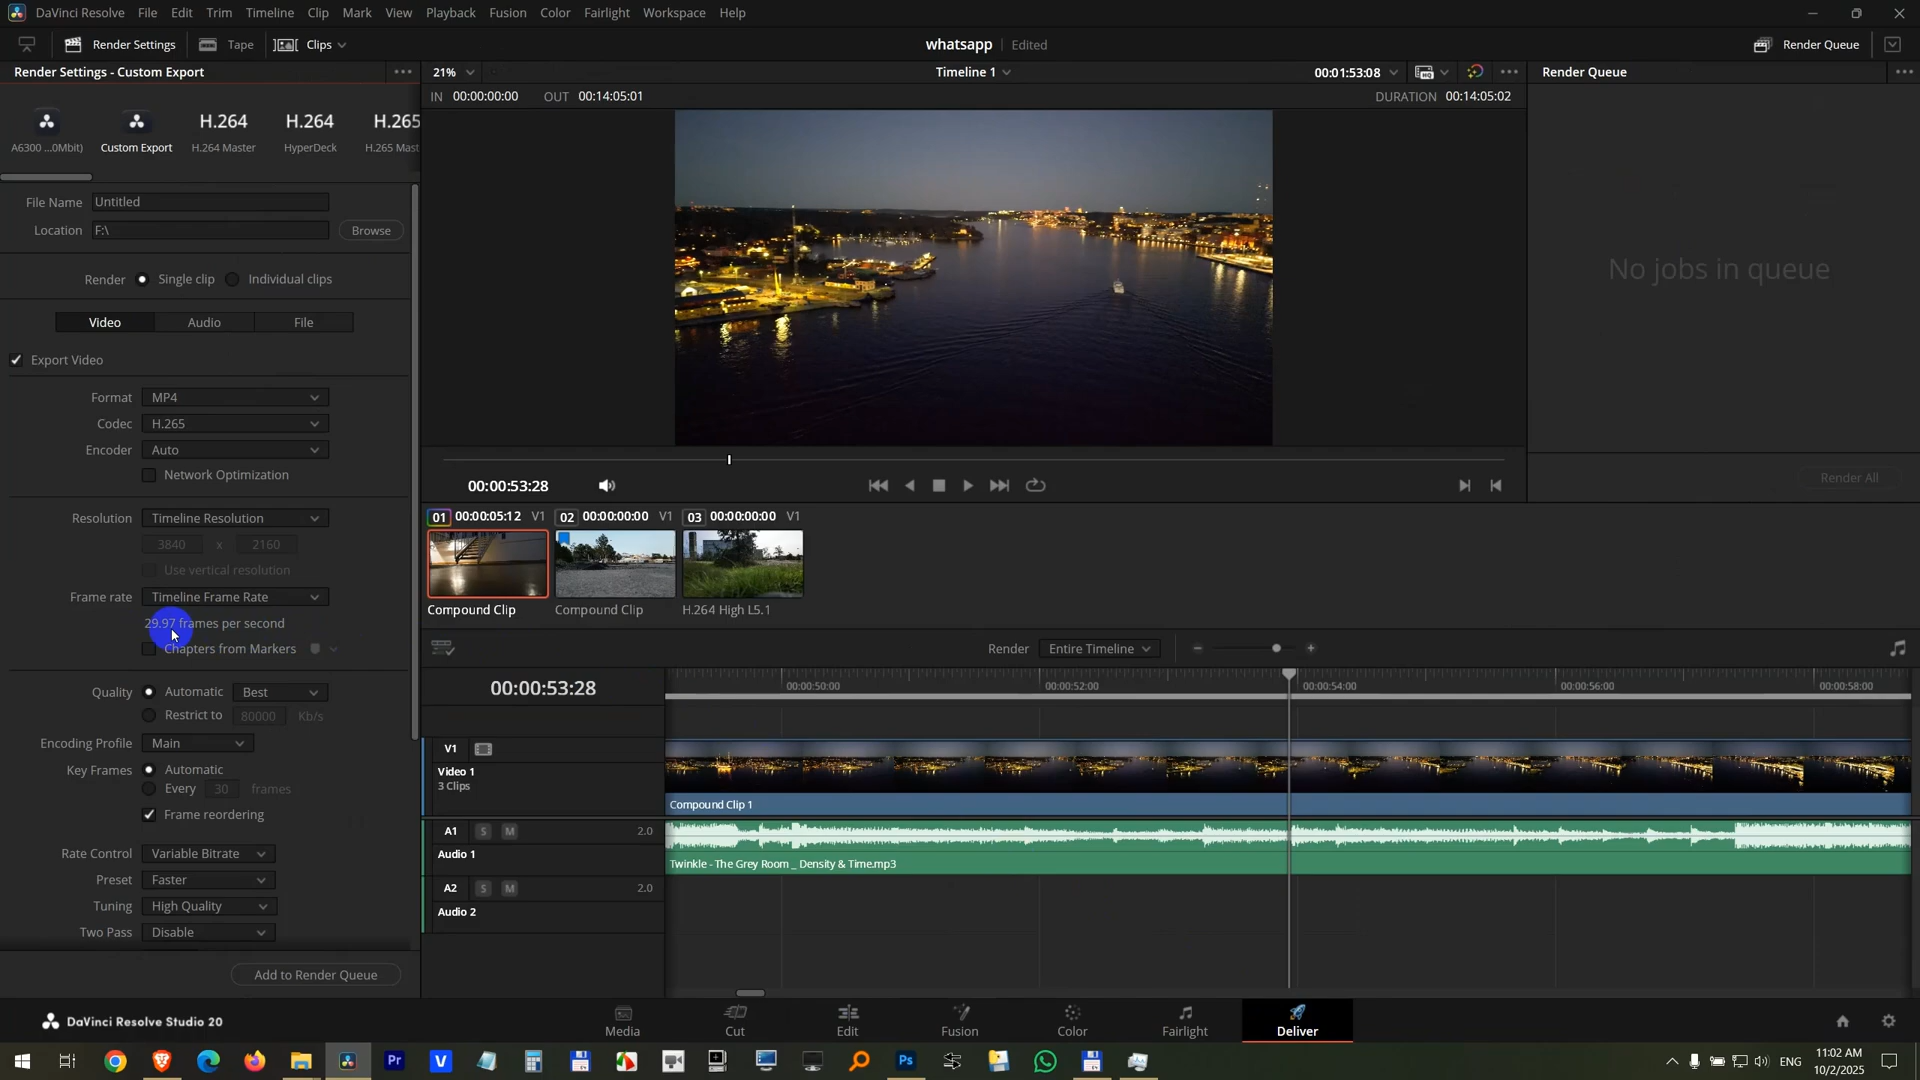 DaVinci Resolve File Edit Trim Timeline Clip Mark View Playback Fusion Color Fairlight Workspace Help
Render Settings Tape Clips whatsapp Edited Render Queue
Render Settings - Custom Export 21% Timeline 1 00:01:53:08 Render Queue
IN 00:00:00:00 OUT 00:14:05:01 DURATION 00:14:05:02
H.264 H.264 H.265
A6300 ...0Mbit) Custom Export H.264 Master HyperDeck H.265 Mast
File Name Untitled
Location F:\ Browse
Render Single clip Individual clips
No jobs in queue
Video Audio File
Export Video
Format MP4
Codec H.265
Encoder Auto
Network Optimization
Render All
00:00:53:28
Resolution Timeline Resolution
3840 x 2160
Use vertical resolution
Frame rate Timeline Frame Rate
29.97 frames per second
Chapters from Markers
01 00:00:05:12 V1 02 00:00:00:00 V1 03 00:00:00:00 V1
Compound Clip Compound Clip H.264 High L5.1
Render Entire Timeline
Quality Automatic Best
Restrict to 80000 Kb/s
Encoding Profile Main
Key Frames Automatic
Every 30 frames
Frame reordering
Rate Control Variable Bitrate
Preset Faster
Tuning High Quality
Two Pass Disable
Add to Render Queue
00:00:53:28 00:00:50:00 00:00:52:00 00:00:54:00 00:00:56:00 00:00:58:00
V1
Video 1
3 Clips
Compound Clip 1
A1 S M 2.0
Audio 1
Twinkle - The Grey Room _ Density & Time.mp3
A2 S M 2.0
Audio 2
DaVinci Resolve Studio 20 Media Cut Edit Fusion Color Fairlight Deliver
Pr V Ps ENG 11:02 AM
10/2/2025